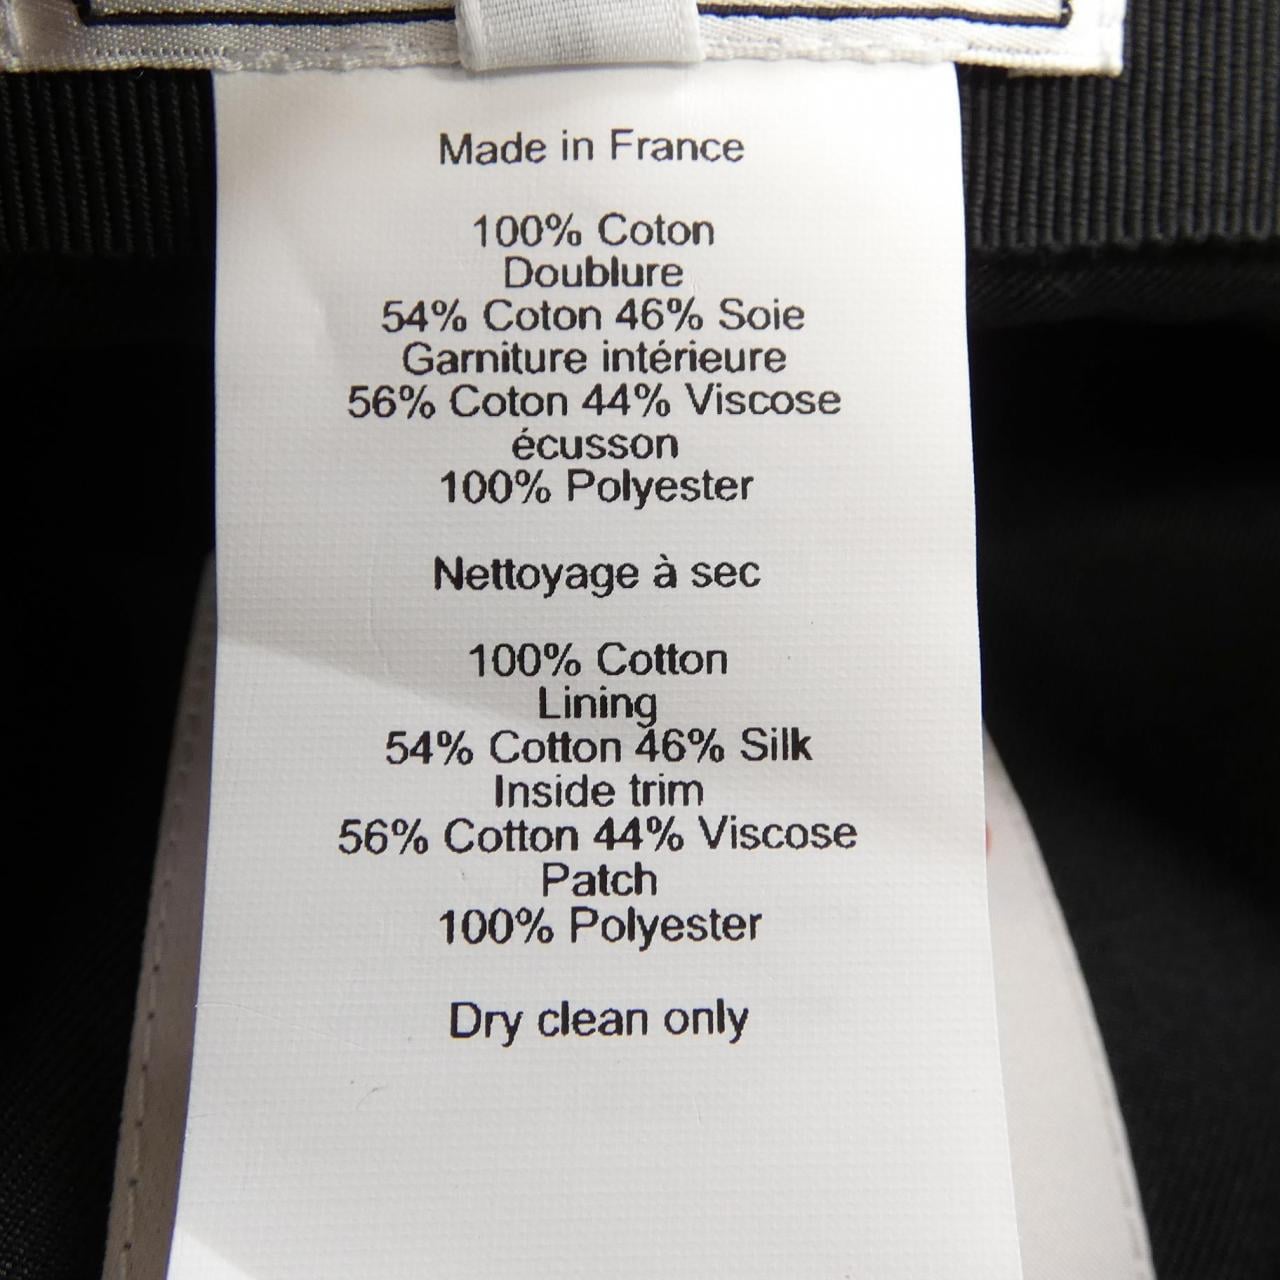 Made in France
100% Coton
Doublure
54% Coton 46% Soie
Garniture intérieure
56% Coton 44% Viscose
écusson
100% Polyester
Nettoyage à sec
100% Cotton
Lining
54% Cotton 46% Silk
Inside trim
56% Cotton 44% Viscose
Patch
100% Polyester
Dry clean only